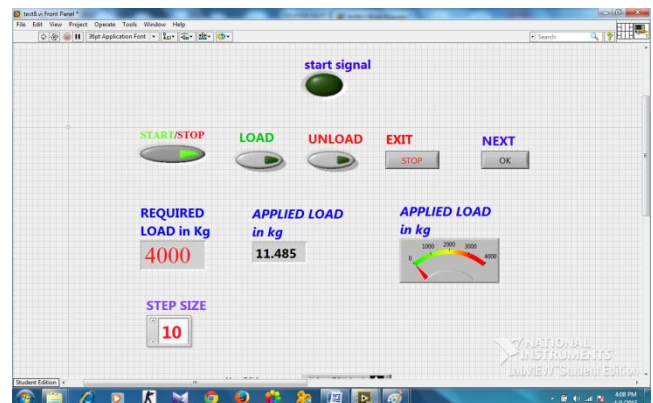 test8.vi Front Panel *
File Edit View Project Operate Tools Window Help
36pt Application Font
Search
start signal
START/STOP LOAD UNLOAD EXIT NEXT
STOP OK
REQUIRED LOAD in Kg
4000
APPLIED LOAD in kg
11.485
APPLIED LOAD in kg
0 1000 2000 3000 4000
STEP SIZE
10
NATIONAL INSTRUMENTS
LabVIEW Student Edition
Student Edition
4:08 PM